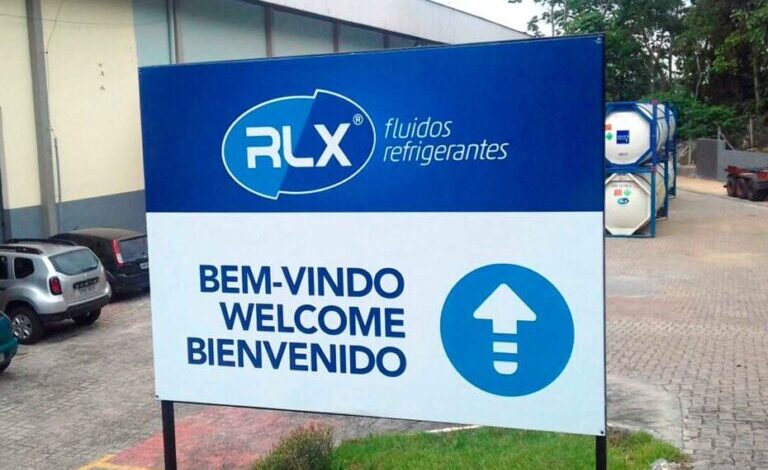 RLX® fluidos
refrigerantes
BEM-VINDO
WELCOME
BIENVENIDO